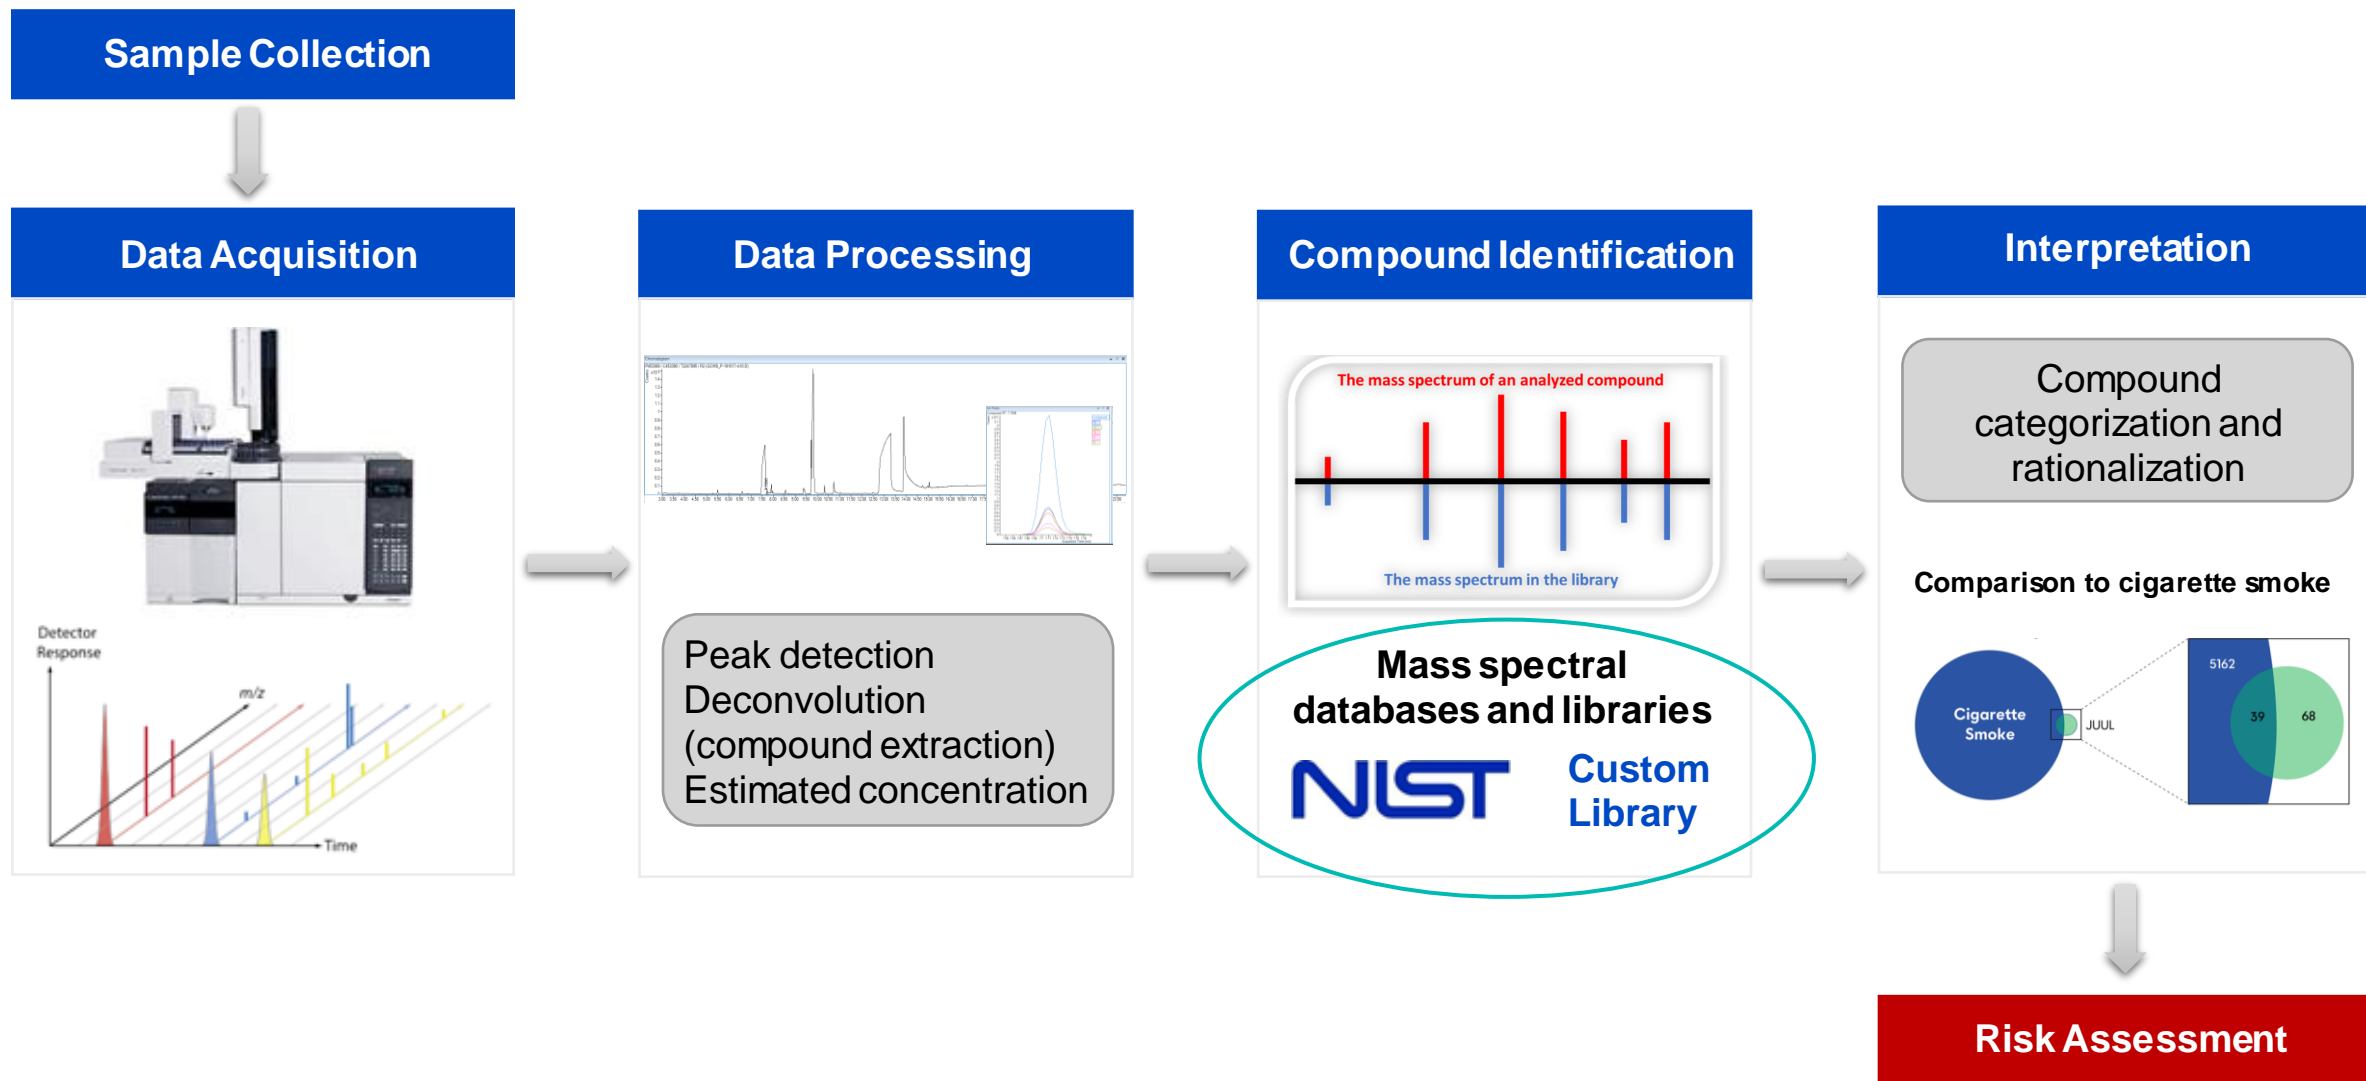 Sample Collection
Data Acquisition
Detector
Response
m/z
Time
Data Processing
Chromatogram
Peak detection
Deconvolution
(compound extraction)
Estimated concentration
Compound Identification
The mass spectrum of an analyzed compound
The mass spectrum in the library
Mass spectral
databases and libraries
NIST
Custom
Library
Interpretation
Compound
categorization and
rationalization
Comparison to cigarette smoke
Cigarette
Smoke
JUUL
5162
39
68
Risk Assessment